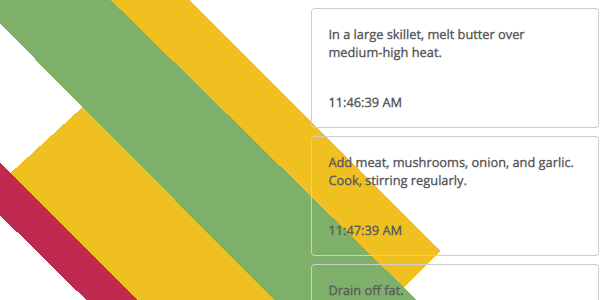 In a large skillet, melt butter over
medium-high heat.
11:46:39 AM
Add meat, mushrooms, onion, and garlic.
Cook, stirring regularly.
11:47:39 AM
Drain off fat.